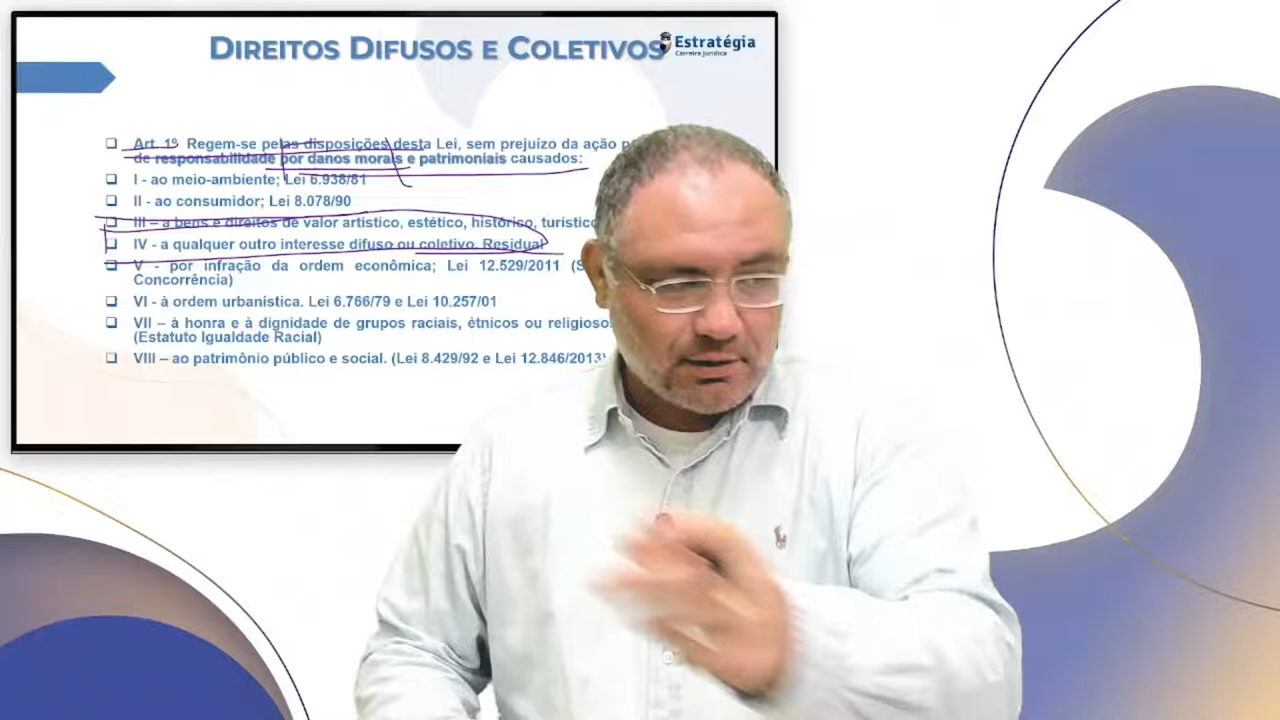 DIREITOS DIFUSOS E COLETIVOS
Estratégia
Carreira Jurídica
Art. 1º Regem-se pelas disposições desta Lei, sem prejuízo da ação
de responsabilidade por danos morais e patrimoniais causados:
I - ao meio-ambiente; Lei 6.938/81
II - ao consumidor; Lei 8.078/90
III – a bens e direitos de valor artístico, estético, histórico, turístico
IV - a qualquer outro interesse difuso ou coletivo. Residual
V - por infração da ordem econômica; Lei 12.529/2011
Concorrência)
VI - à ordem urbanística. Lei 6.766/79 e Lei 10.257/01
VII – à honra e à dignidade de grupos raciais, étnicos ou religiosos
(Estatuto Igualdade Racial)
VIII – ao patrimônio público e social. (Lei 8.429/92 e Lei 12.846/2013)